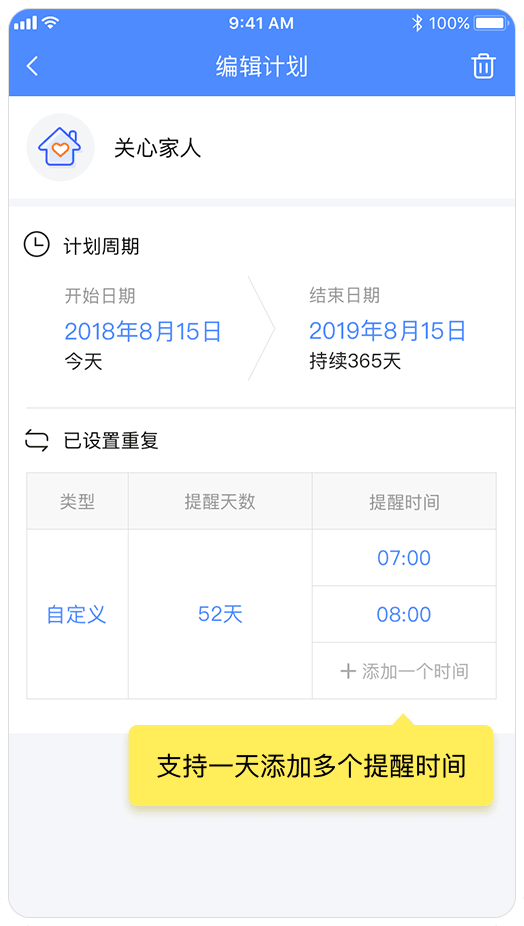 9:41 AM 100%
编辑计划
关心家人
计划周期
开始日期 结束日期
2018年8月15日 2019年8月15日
今天 持续365天
已设置重复
类型 提醒天数 提醒时间
07:00
自定义 52天 08:00
添加一个时间
支持一天添加多个提醒时间